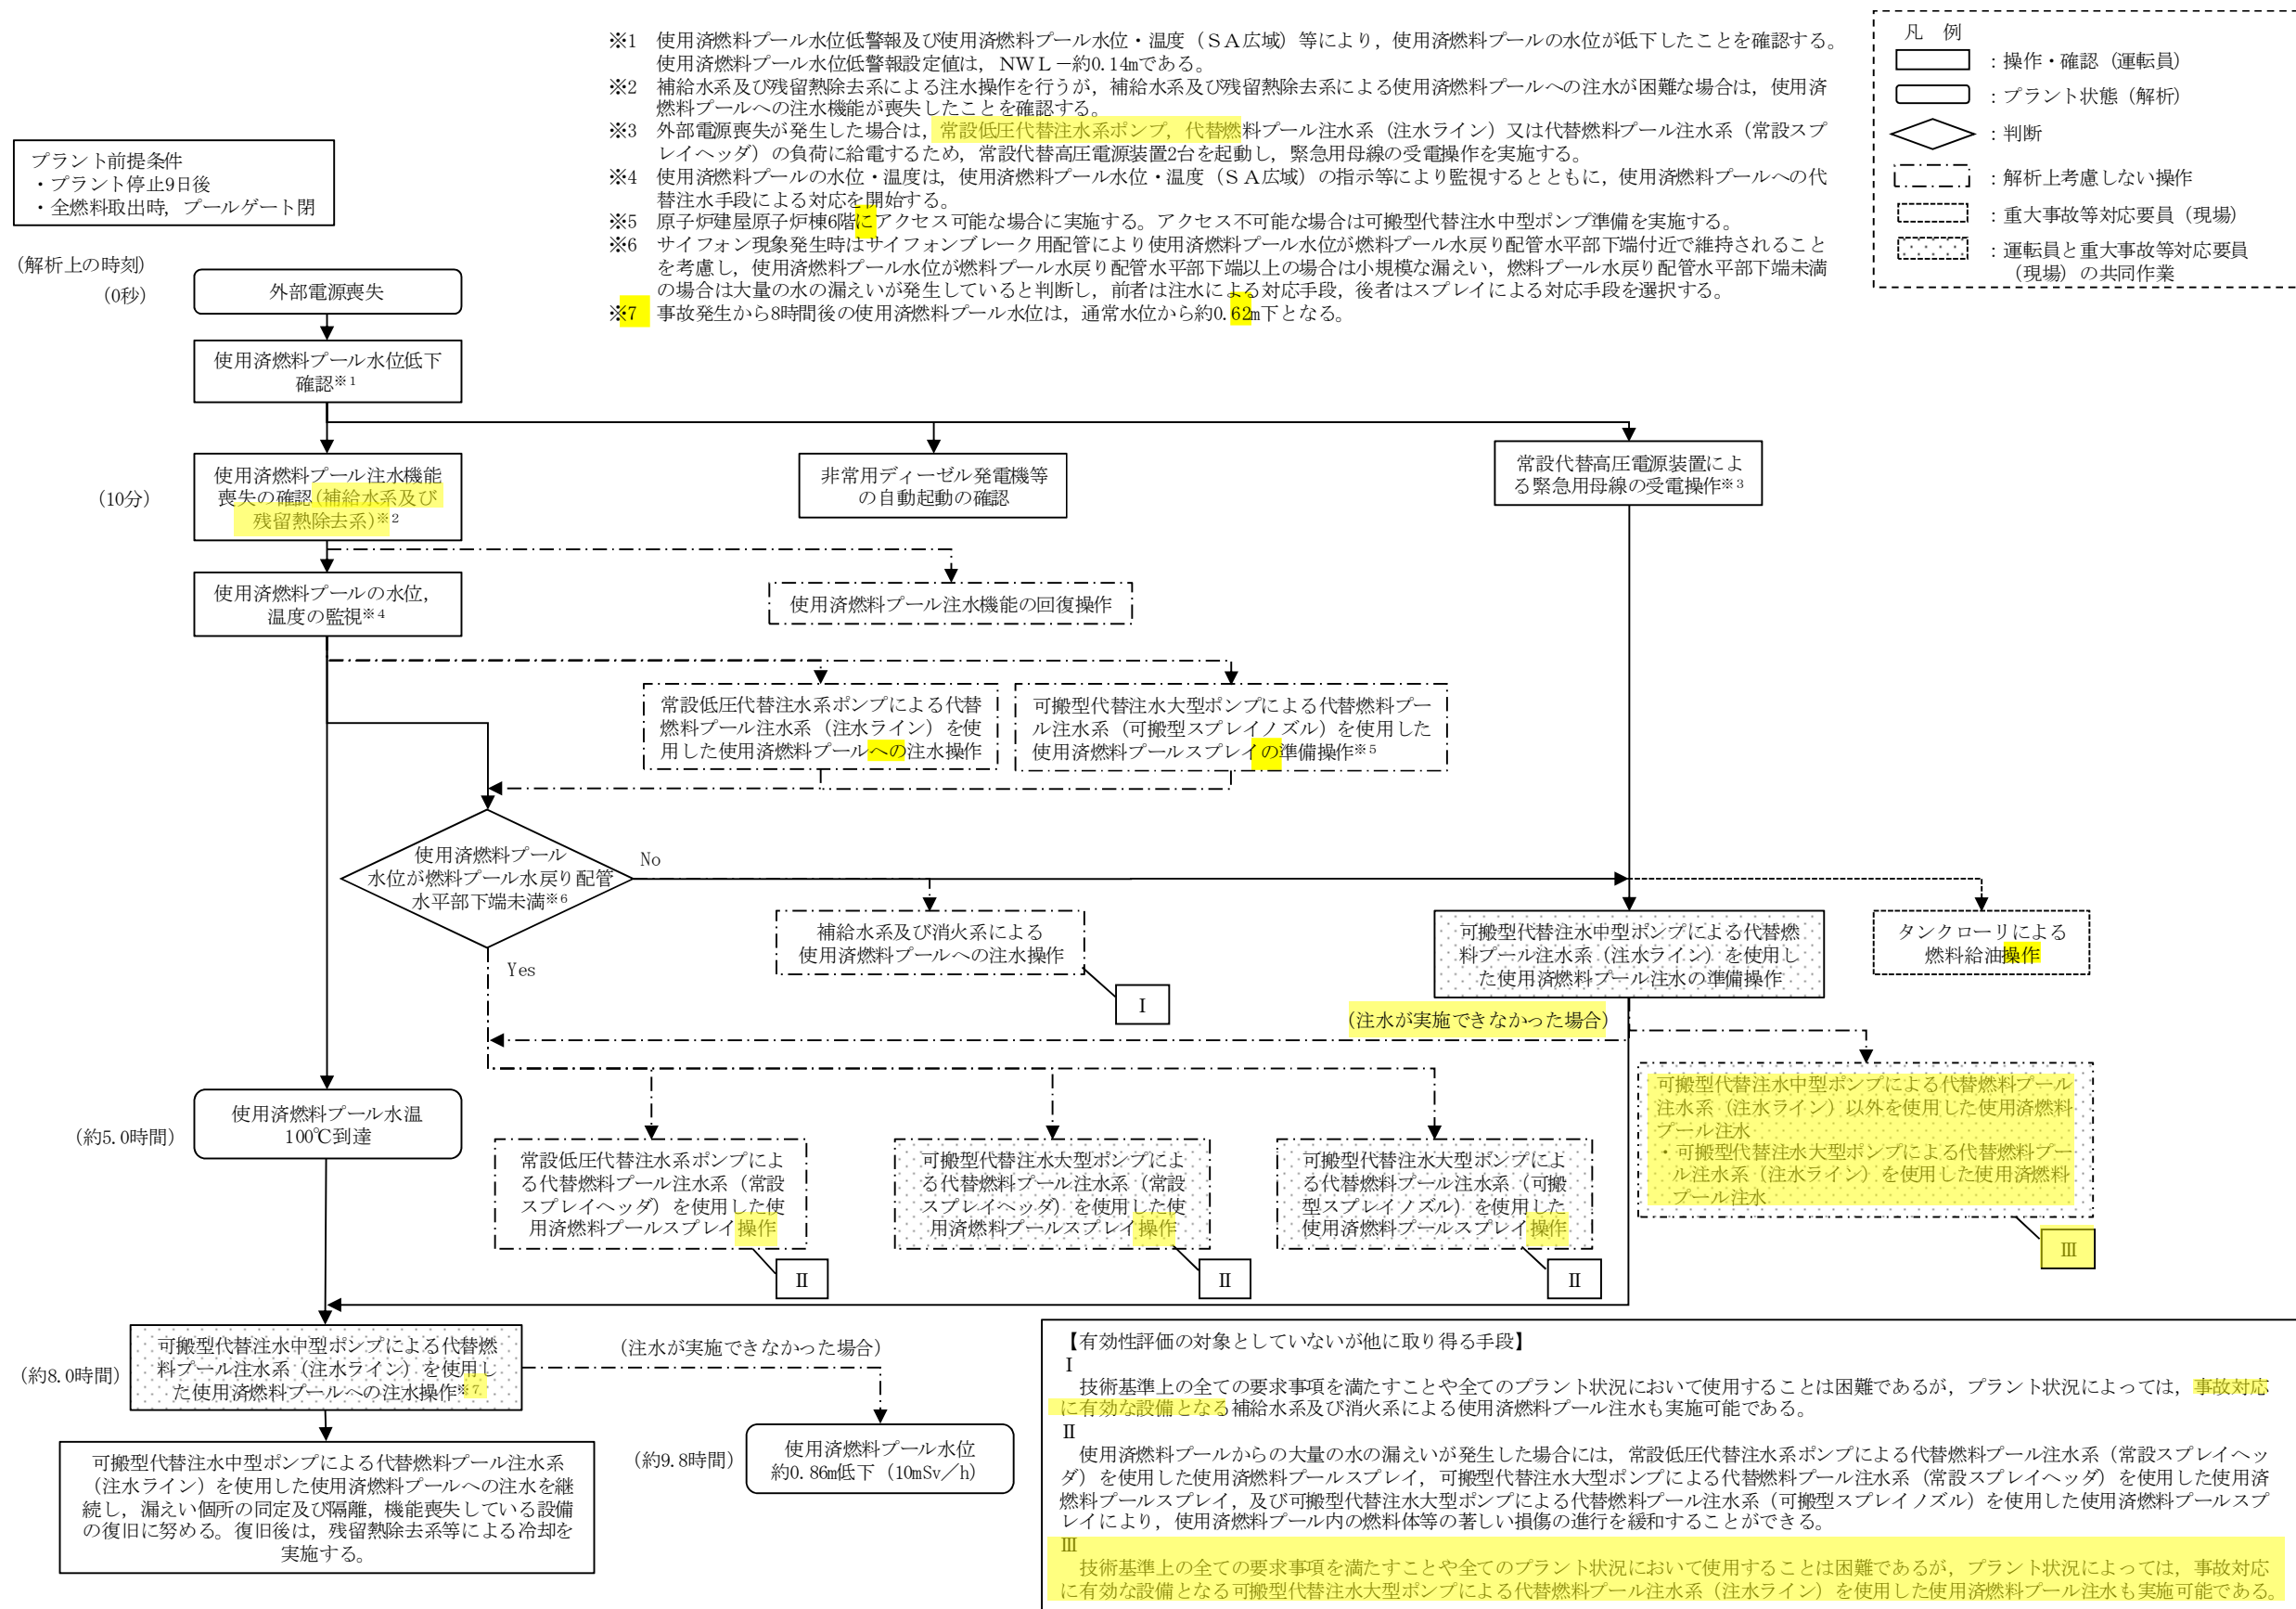 ※1 使用済燃料プール水位低警報及び使用済燃料プール水位・温度（ＳＡ広域）等により，使用済燃料プールの水位が低下したことを確認する。
使用済燃料プール水位低警報設定値は，ＮＷＬ－約0.14mである。
※2 補給水系及び残留熱除去系による注水操作を行うが，補給水系及び残留熱除去系による使用済燃料プールへの注水が困難な場合は，使用済
燃料プールへの注水機能が喪失したことを確認する。
※3 外部電源喪失が発生した場合は，常設低圧代替注水系ポンプ，代替燃料プール注水系（注水ライン）又は代替燃料プール注水系（常設スプ
レイヘッダ）の負荷に給電するため，常設代替高圧電源装置2台を起動し，緊急用母線の受電操作を実施する。
※4 使用済燃料プールの水位・温度は，使用済燃料プール水位・温度（ＳＡ広域）の指示等により監視するとともに，使用済燃料プールへの代
替注水手段による対応を開始する。
※5 原子炉建屋原子炉棟6階にアクセス可能な場合に実施する。アクセス不可能な場合は可搬型代替注水中型ポンプ準備を実施する。
※6 サイフォン現象発生時はサイフォンブレーク用配管により使用済燃料プール水位が燃料プール水戻り配管水平部下端付近で維持されること
を考慮し，使用済燃料プール水位が燃料プール水戻り配管水平部下端以上の場合は小規模な漏えい，燃料プール水戻り配管水平部下端未満
の場合は大量の水の漏えいが発生していると判断し，前者は注水による対応手段，後者はスプレイによる対応手段を選択する。
※7 事故発生から8時間後の使用済燃料プール水位は，通常水位から約0.62m下となる。
凡 例
：操作・確認（運転員）
：プラント状態（解析）
：判断
：解析上考慮しない操作
：重大事故等対応要員（現場）
：運転員と重大事故等対応要員
（現場）の共同作業
プラント前提条件
・プラント停止9日後
・全燃料取出時，プールゲート閉
（解析上の時刻）
（0秒）
外部電源喪失
使用済燃料プール水位低下
確認※1
（10分）
使用済燃料プール注水機能
喪失の確認(補給水系及び
残留熱除去系)※2
非常用ディーゼル発電機等
の自動起動の確認
常設代替高圧電源装置によ
る緊急用母線の受電操作※3
使用済燃料プールの水位，
温度の監視※4
使用済燃料プール注水機能の回復操作
常設低圧代替注水系ポンプによる代替
燃料プール注水系（注水ライン）を使
用した使用済燃料プールへの注水操作
可搬型代替注水大型ポンプによる代替燃料プー
ル注水系（可搬型スプレイノズル）を使用した
使用済燃料プールスプレイの準備操作※5
使用済燃料プール
水位が燃料プール水戻り配管
水平部下端未満※6
No
Yes
補給水系及び消火系による
使用済燃料プールへの注水操作
Ⅰ
可搬型代替注水中型ポンプによる代替燃
料プール注水系（注水ライン）を使用し
た使用済燃料プール注水の準備操作
タンクローリによる
燃料給油操作
（注水が実施できなかった場合）
可搬型代替注水中型ポンプによる代替燃料プール
注水系（注水ライン）以外を使用した使用済燃料
プール注水
・可搬型代替注水大型ポンプによる代替燃料プー
ル注水系（注水ライン）を使用した使用済燃料
プール注水
Ⅲ
（約5.0時間）
使用済燃料プール水温
100℃到達
常設低圧代替注水系ポンプによ
る代替燃料プール注水系（常設
スプレイヘッダ）を使用した使
用済燃料プールスプレイ操作
Ⅱ
可搬型代替注水大型ポンプによ
る代替燃料プール注水系（常設
スプレイヘッダ）を使用した使
用済燃料プールスプレイ操作
Ⅱ
可搬型代替注水大型ポンプによ
る代替燃料プール注水系（可搬
型スプレイノズル）を使用した
使用済燃料プールスプレイ操作
Ⅱ
（約8.0時間）
可搬型代替注水中型ポンプによる代替燃
料プール注水系（注水ライン）を使用し
た使用済燃料プールへの注水操作※7
（注水が実施できなかった場合）
（約9.8時間）
使用済燃料プール水位
約0.86m低下（10mSv／h）
可搬型代替注水中型ポンプによる代替燃料プール注水系
（注水ライン）を使用した使用済燃料プールへの注水を継
続し，漏えい個所の同定及び隔離，機能喪失している設備
の復旧に努める。復旧後は，残留熱除去系等による冷却を
実施する。
【有効性評価の対象としていないが他に取り得る手段】
Ⅰ
技術基準上の全ての要求事項を満たすことや全てのプラント状況において使用することは困難であるが，プラント状況によっては，事故対応
に有効な設備となる補給水系及び消火系による使用済燃料プール注水も実施可能である。
Ⅱ
使用済燃料プールからの大量の水の漏えいが発生した場合には，常設低圧代替注水系ポンプによる代替燃料プール注水系（常設スプレイヘッ
ダ）を使用した使用済燃料プールスプレイ，可搬型代替注水大型ポンプによる代替燃料プール注水系（常設スプレイヘッダ）を使用した使用済
燃料プールスプレイ，及び可搬型代替注水大型ポンプによる代替燃料プール注水系（可搬型スプレイノズル）を使用した使用済燃料プールスプ
レイにより，使用済燃料プール内の燃料体等の著しい損傷の進行を緩和することができる。
Ⅲ
技術基準上の全ての要求事項を満たすことや全てのプラント状況において使用することは困難であるが，プラント状況によっては，事故対応
に有効な設備となる可搬型代替注水大型ポンプによる代替燃料プール注水系（注水ライン）を使用した使用済燃料プール注水も実施可能である。